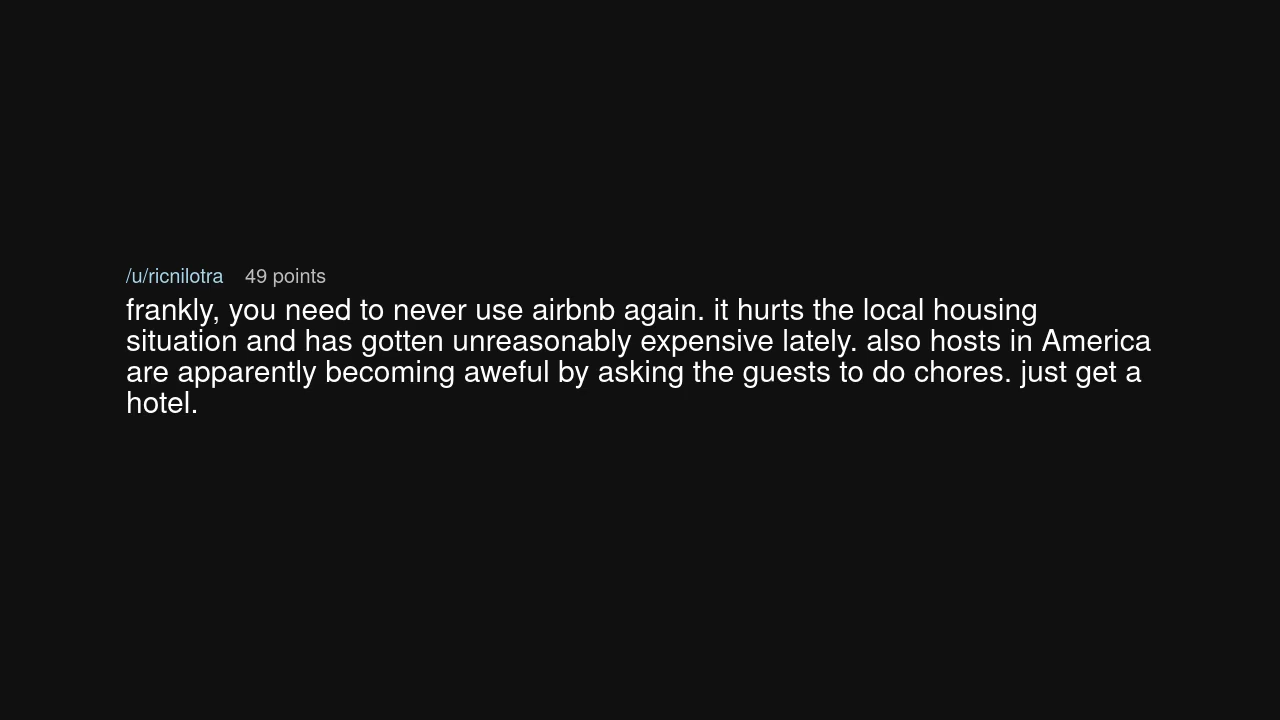 /u/ricnilotra 49 points
frankly, you need to never use airbnb again. it hurts the local housing
situation and has gotten unreasonably expensive lately. also hosts in America
are apparently becoming aweful by asking the guests to do chores. just get a
hotel.